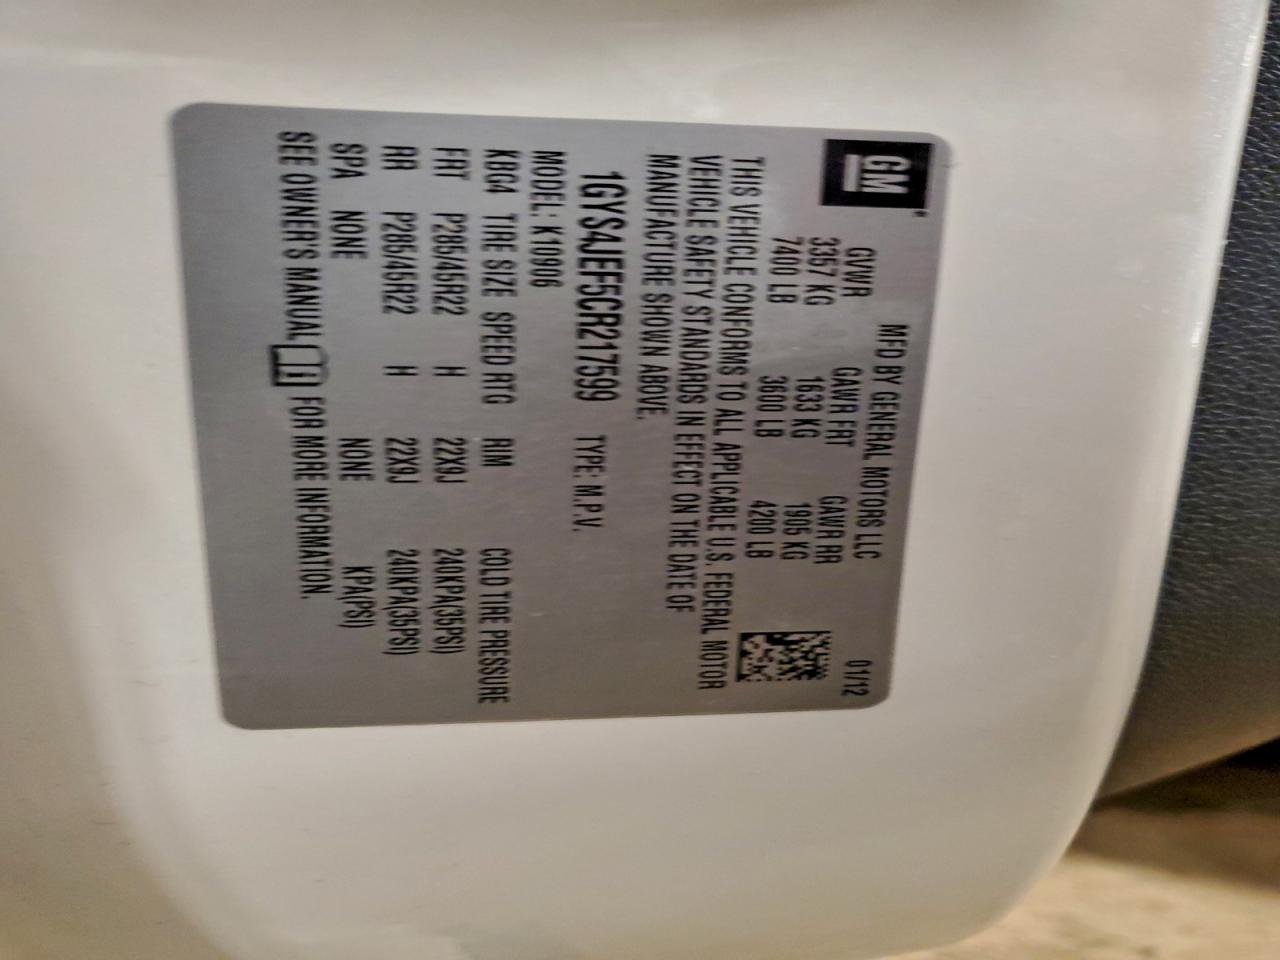 GM
MFD BY GENERAL MOTORS LLC 01/12
GVWR GAWR FRT GAWR RR
3357 KG 1633 KG 1905 KG
7400 LB 3600 LB 4200 LB
THIS VEHICLE CONFORMS TO ALL APPLICABLE U.S. FEDERAL MOTOR
VEHICLE SAFETY STANDARDS IN EFFECT ON THE DATE OF
MANUFACTURE SHOWN ABOVE.
1GYS4JEF5CR217599 TYPE: M.P.V.
MODEL: K10906
KBC4 TIRE SIZE SPEED RTG RIM COLD TIRE PRESSURE
FRT P285/45R22 H 22X9J 240KPA(35PSI)
RR P285/45R22 H 22X9J 240KPA(35PSI)
SPA NONE NONE KPA(PSI)
SEE OWNER'S MANUAL FOR MORE INFORMATION.